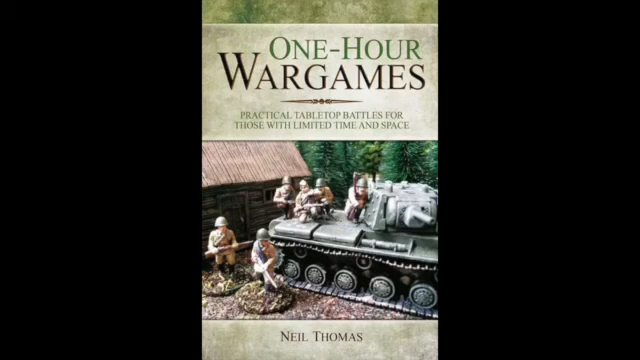 ONE-HOUR
WARGAMES
PRACTICAL TABLETOP BATTLES FOR
THOSE WITH LIMITED TIME AND SPACE
NEIL THOMAS